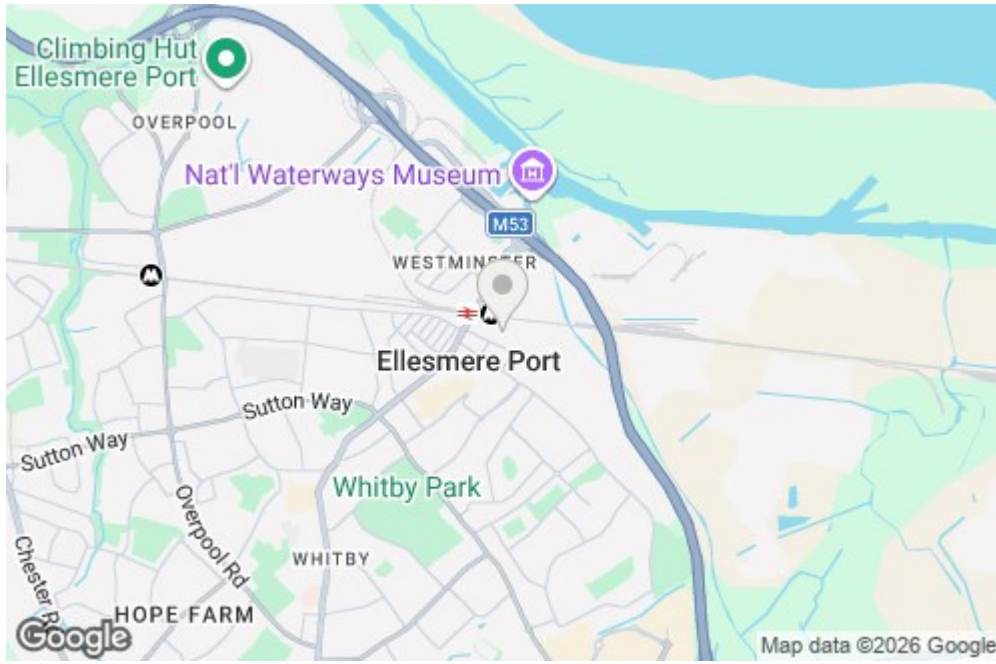 Climbing Hut
Ellesmere Port
OVERPOOL
Nat'l Waterways Museum
M53
WESTMINSTER
Ellesmere Port
Sutton Way
Sutton Way
Whitby Park
Overpool Rd
WHITBY
Chester R
HOPE FARM
Google
Map data ©2026 Google